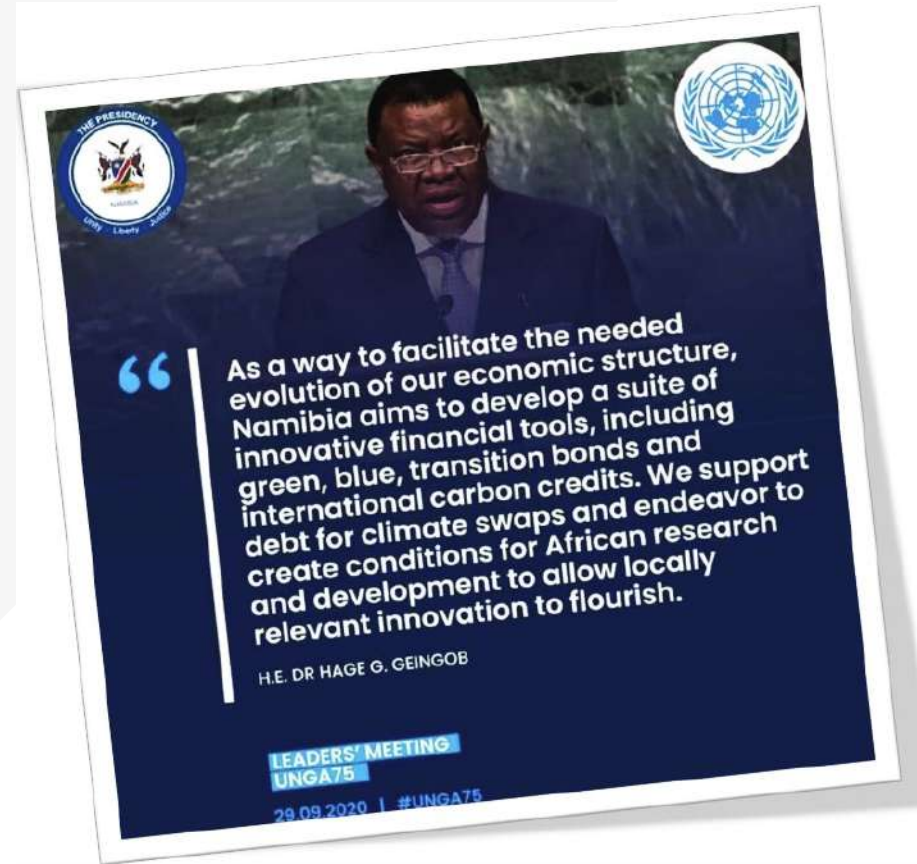 THE PRESIDENCY
NAMIBIA
Unity Liberty Justice
“
As a way to facilitate the needed
evolution of our economic structure,
Namibia aims to develop a suite of
innovative financial tools, including
green, blue, transition bonds and
international carbon credits. We support
debt for climate swaps and endeavor to
create conditions for African research
and development to allow locally
relevant innovation to flourish.
H.E. DR HAGE G. GEINGOB
LEADERS' MEETING
UNGA75
29.09.2020 | #UNGA75